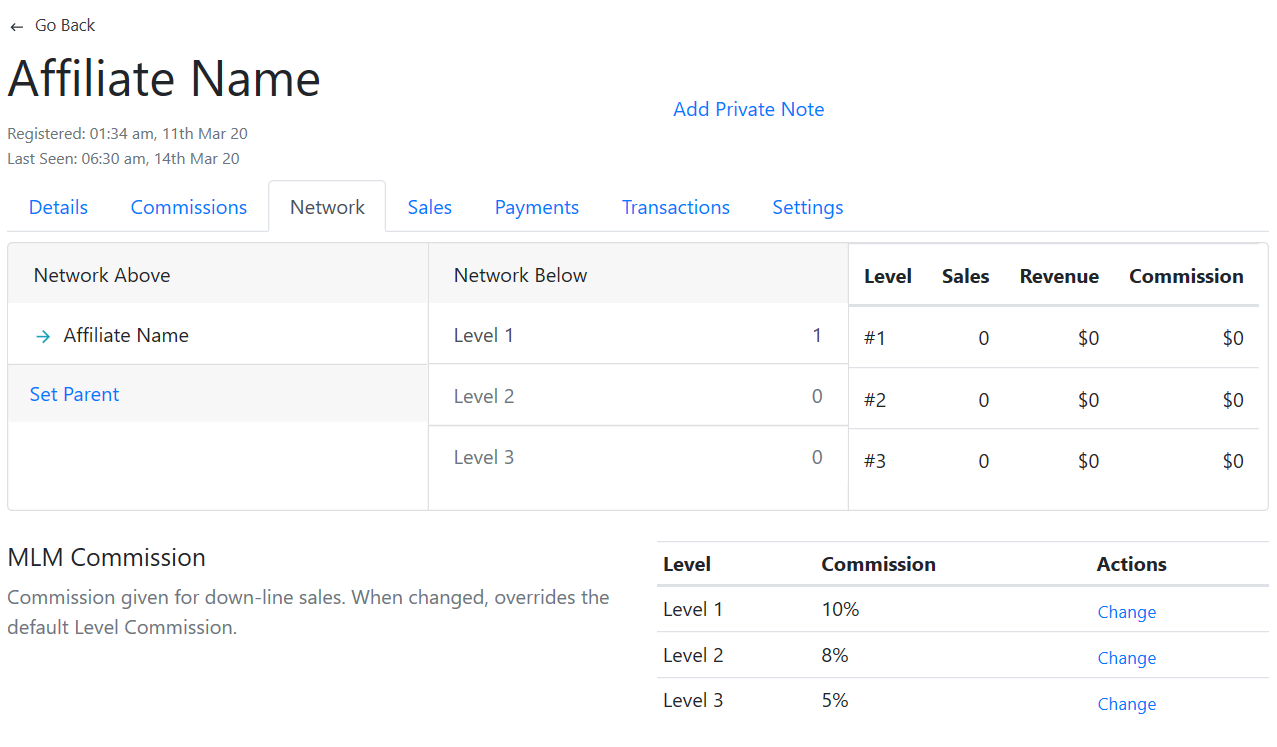 ← Go Back
Affiliate Name
Add Private Note
Registered: 01:34 am, 11th Mar 20
Last Seen: 06:30 am, 14th Mar 20
Details Commissions Network Sales Payments Transactions Settings
Network Above
→ Affiliate Name
Set Parent
Network Below
Level 1 1
Level 2 0
Level 3 0
Level Sales Revenue Commission
#1 0 $0 $0
#2 0 $0 $0
#3 0 $0 $0
MLM Commission
Commission given for down-line sales. When changed, overrides the
default Level Commission.
Level Commission Actions
Level 1 10% Change
Level 2 8% Change
Level 3 5% Change